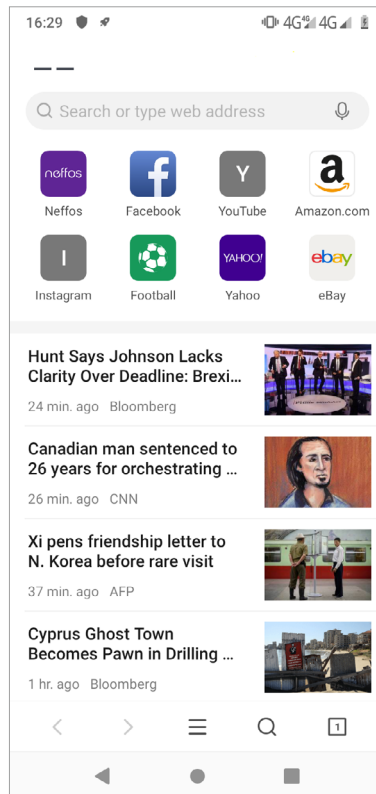 16:29 4G 4G 4G
Search or type web address
neffos
Y
a
Neffos Facebook YouTube Amazon.com
I
YAHOO!
ebay
Instagram Football Yahoo eBay
Hunt Says Johnson Lacks
Clarity Over Deadline: Brexi...
24 min. ago Bloomberg
Canadian man sentenced to
26 years for orchestrating ...
26 min. ago CNN
Xi pens friendship letter to
N. Korea before rare visit
37 min. ago AFP
Cyprus Ghost Town
Becomes Pawn in Drilling ...
1 hr. ago Bloomberg
1